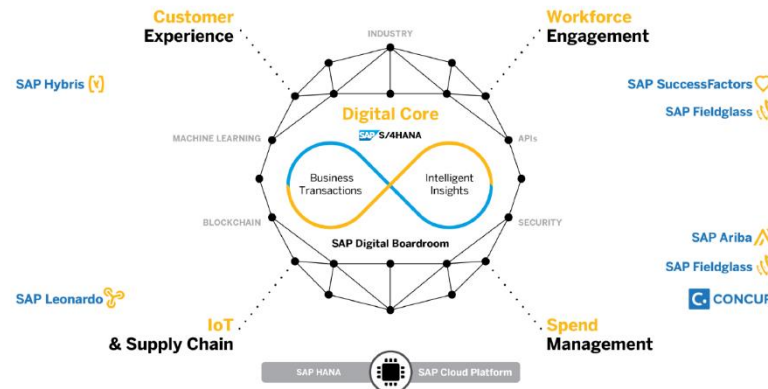 Customer
Experience
Workforce
Engagement
INDUSTRY
SAP Hybris
SAP SuccessFactors
SAP Fieldglass
Digital Core
SAP S/4HANA
MACHINE LEARNING
APIs
Business
Transactions
Intelligent
Insights
BLOCKCHAIN
SECURITY
SAP Digital Boardroom
SAP Ariba
SAP Fieldglass
SAP Leonardo
C. CONCUR
IoT
& Supply Chain
Spend
Management
SAP HANA
SAP Cloud Platform